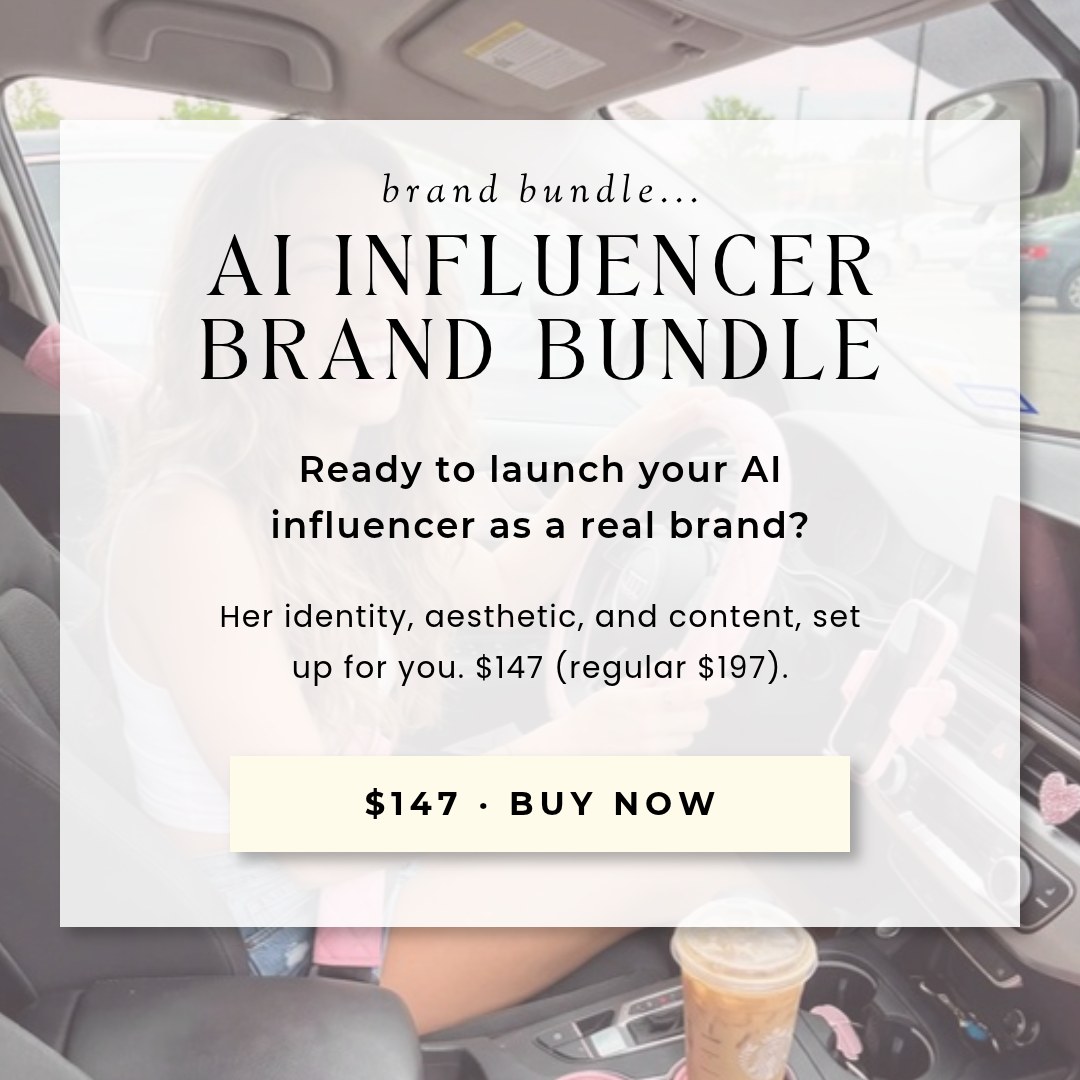 brand bundle...
AI INFLUENCER
BRAND BUNDLE
Ready to launch your AI
influencer as a real brand?
Her identity, aesthetic, and content, set
up for you. $147 (regular $197).
$147 · BUY NOW